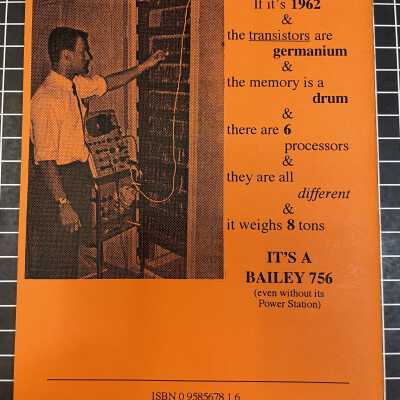 If it's 1962
&
the transistors are
germanium
&
the memory is a
drum
&
there are 6
processors
&
they are all
different
&
it weighs 8 tons
IT'S A
BAILEY 756
(even without its
Power Station)
ISBN 0 9585678 1 6